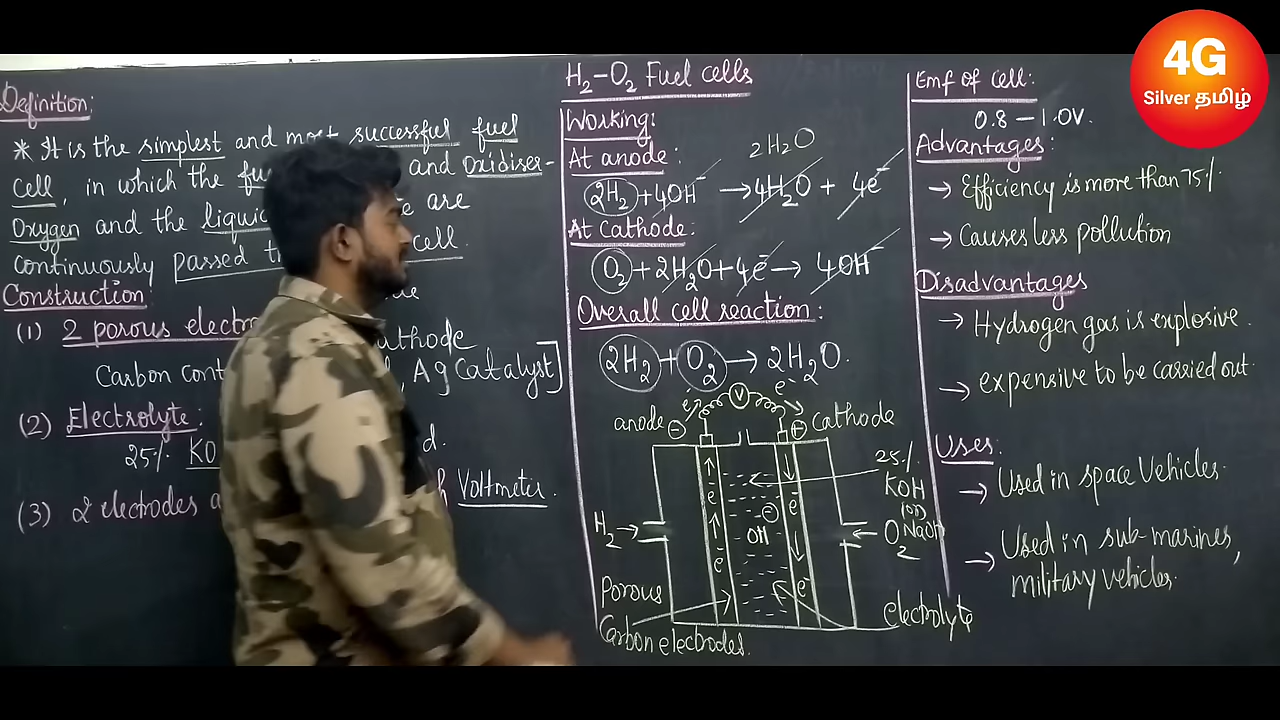 Definition:
* It is the simplest and most successful fuel
cell, in which the and Oxidiser-
Oxygen and the are
continuously passed cell.
Construction:
(1) 2 porous
Carbon , Ag Catalyst]
(2) Electrolyte:
25%
(3) 2 electrodes Voltmeter.
H2-O2 Fuel cells
Working:
At anode:
2H2O
2H2 + 4OH⁻ → 4H2O + 4e⁻
At Cathode:
O2 + 2H2O + 4e⁻ → 4OH⁻
Overall cell reaction:
2H2 + O2 → 2H2O.
anode ⊖ e⁻ V e⁻ ⊕ Cathode
25%
KOH
(or)
NaOH
H2 → e⁻ OH⊖ e⁻ ← O2
e⁻ e⁻
Porous
Carbon electrodes.
electrolyte
Emf of cell:
0.8 – 1.0V.
Advantages:
→ Efficiency is more than 75%.
→ Causes less pollution
Disadvantages
→ Hydrogen gas is explosive.
→ expensive to be carried out.
Uses:
→ Used in space Vehicles.
→ Used in sub-marines,
military vehicles.
4G
Silver தமிழ்